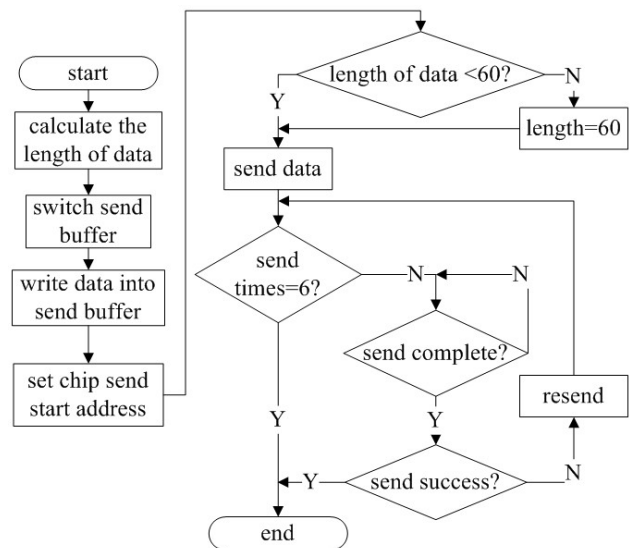 start
calculate the
length of data
switch send
buffer
write data into
send buffer
set chip send
start address
length of data <60?
N
Y
length=60
send data
send
times=6?
N
N
send complete?
Y
Y
resend
send success?
Y
N
end